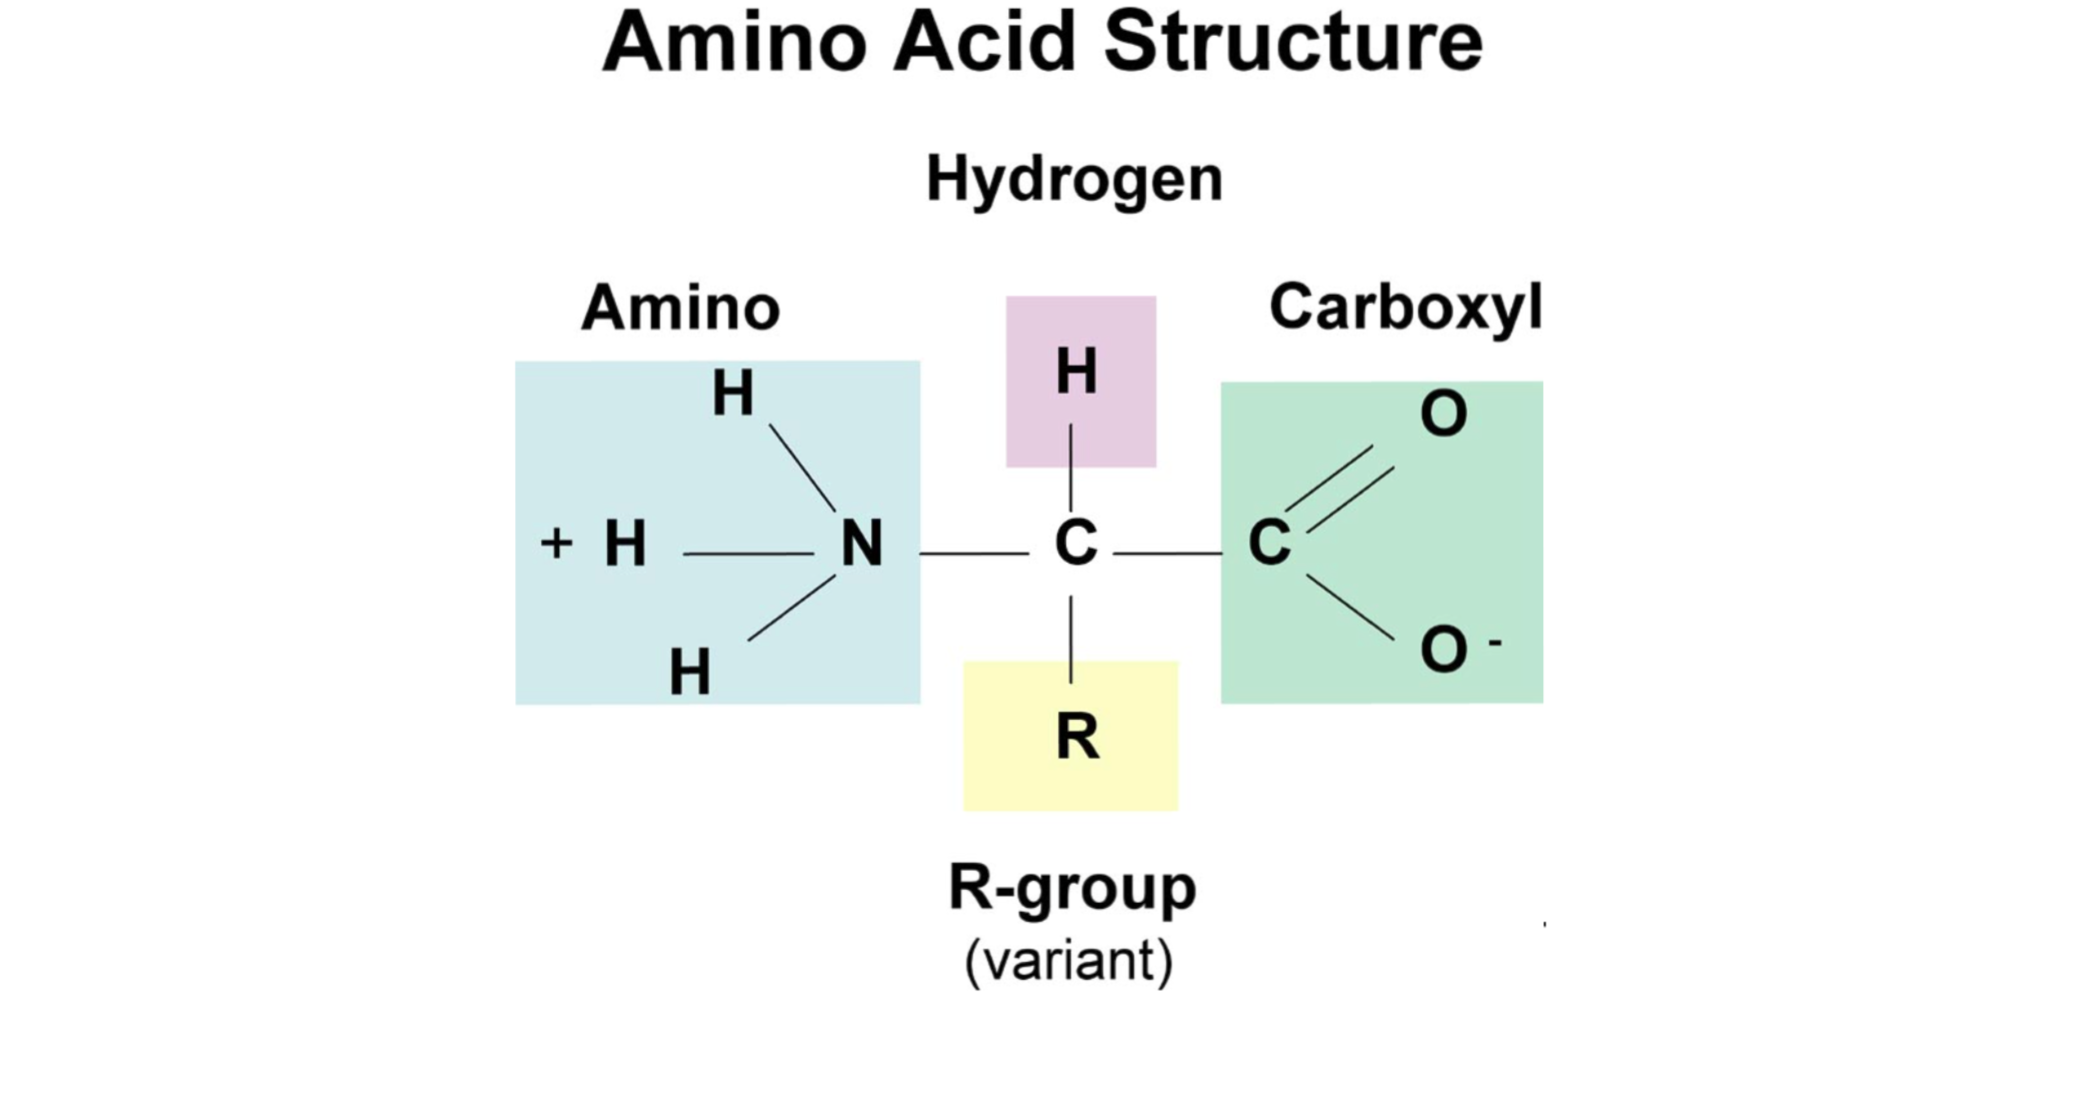 Amino Acid Structure
Hydrogen
Amino
Carboxyl
H
H
O
+ H
N
C
C
H
O -
R
R-group
(variant)